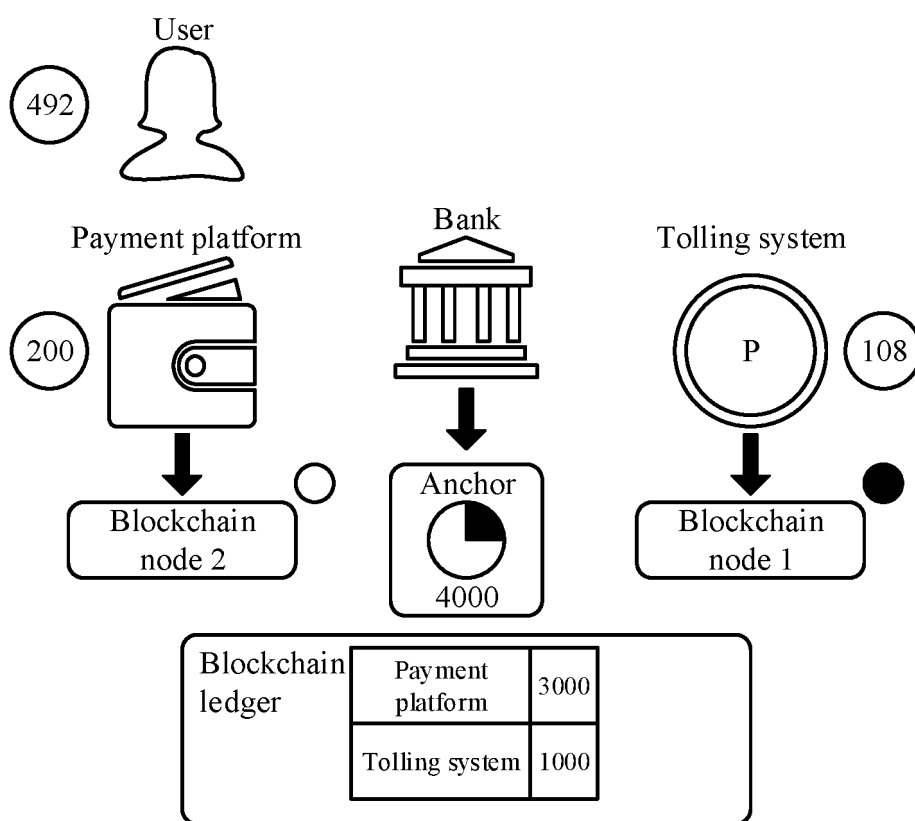 User
492
Payment platform
Bank
Tolling system
200
P
108
Blockchain
node 2
Anchor
4000
Blockchain
node 1
Blockchain
ledger
Payment
platform
3000
Tolling system
1000